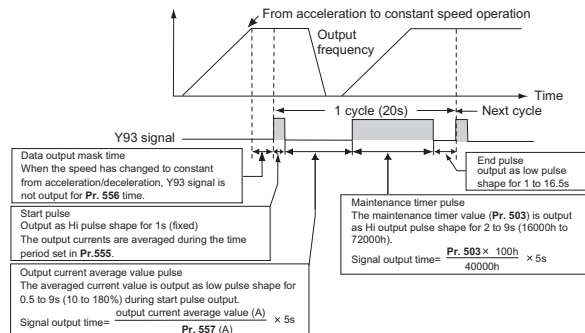 From acceleration to constant speed operation
Output
frequency
Time
1 cycle (20s)
Next cycle
Y93 signal
Data output mask time
When the speed has changed to constant
from acceleration/deceleration, Y93 signal is
not output for Pr. 556 time.
End pulse
output as low pulse
shape for 1 to 16.5s
Start pulse
Output as Hi pulse shape for 1s (fixed)
The output currents are averaged during the time
period set in Pr.555.
Maintenance timer pulse
The maintenance timer value (Pr. 503) is output
as Hi output pulse shape for 2 to 9s (16000h to
72000h).
Signal output time= Pr. 503 × 100h / 40000h × 5s
Output current average value pulse
The averaged current value is output as low pulse shape for
0.5 to 9s (10 to 180%) during start pulse output.
Signal output time= output current average value (A) / Pr. 557 (A) × 5s